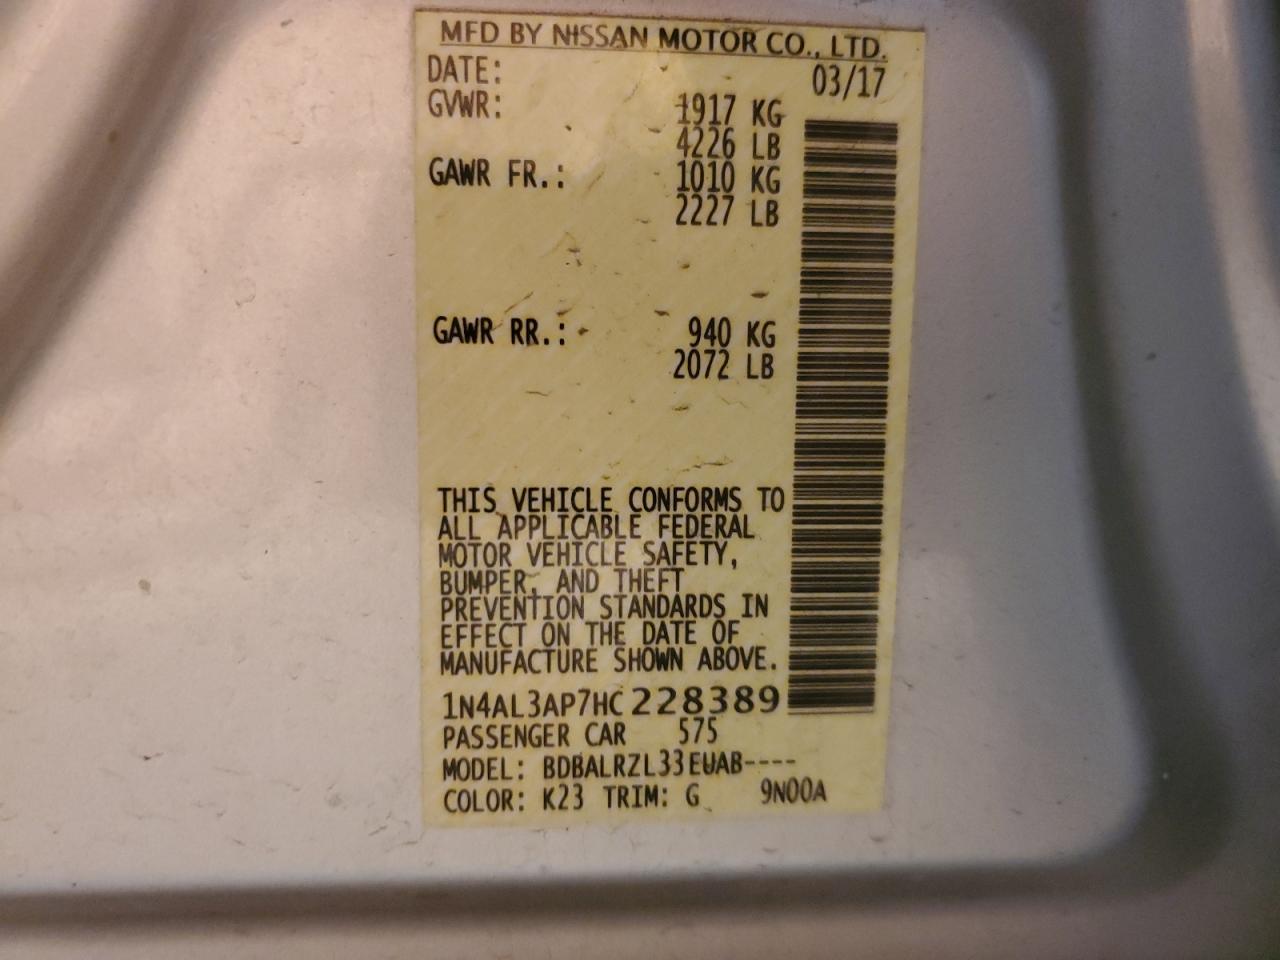 MFD BY NISSAN MOTOR CO., LTD.
DATE: 03/17
GVWR: 1917 KG
4226 LB
GAWR FR.: 1010 KG
2227 LB
GAWR RR.: 940 KG
2072 LB
THIS VEHICLE CONFORMS TO
ALL APPLICABLE FEDERAL
MOTOR VEHICLE SAFETY,
BUMPER, AND THEFT
PREVENTION STANDARDS IN
EFFECT ON THE DATE OF
MANUFACTURE SHOWN ABOVE.
1N4AL3AP7HC228389
PASSENGER CAR 575
MODEL: BDBALRZL33EUAB----
COLOR: K23 TRIM: G 9N00A